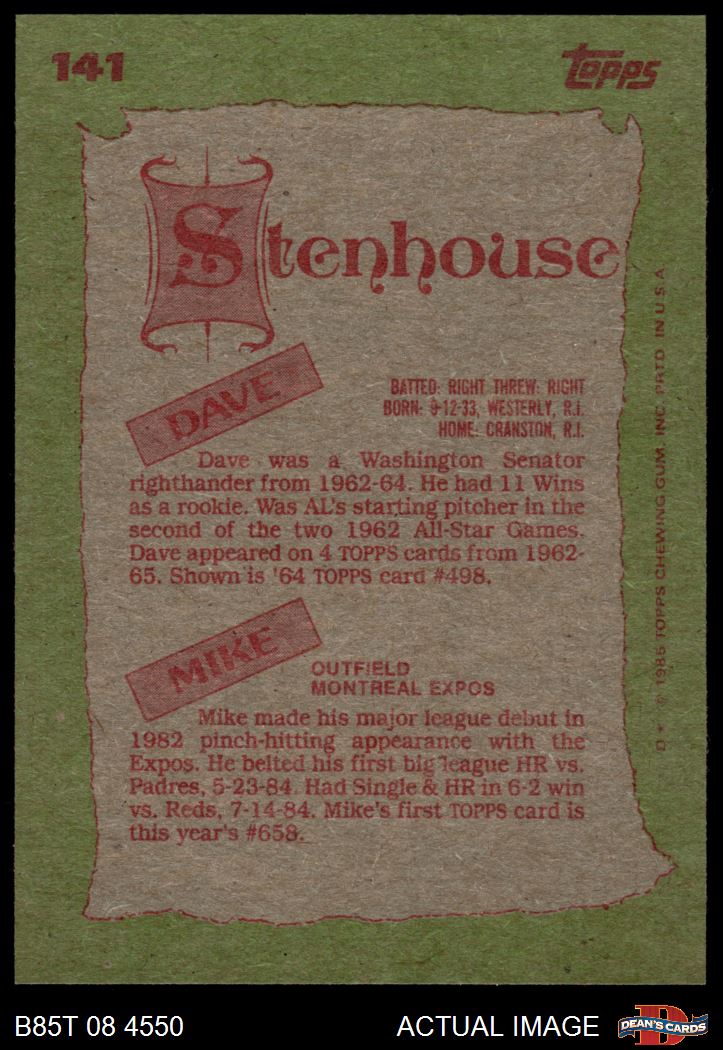 141
Topps
Stenhouse
DAVE
BATTED: RIGHT THREW: RIGHT
BORN: 9-12-33, WESTERLY, R.I.
HOME: CRANSTON, R.I.
Dave was a Washington Senator
righthander from 1962-64. He had 11 Wins
as a rookie. Was AL's starting pitcher in the
second of the two 1962 All-Star Games.
Dave appeared on 4 TOPPS cards from 1962-
65. Shown is '64 TOPPS card #498.
MIKE
OUTFIELD
MONTREAL EXPOS
Mike made his major league debut in
1982 pinch-hitting appearance with the
Expos. He belted his first big league HR vs.
Padres, 5-23-84. Had Single & HR in 6-2 win
vs. Reds, 7-14-84. Mike's first TOPPS card is
this year's #658.
D * © 1985 TOPPS CHEWING GUM, INC. PRTD. IN U.S.A.
B85T 08 4550
ACTUAL IMAGE
DEAN'S CARDS